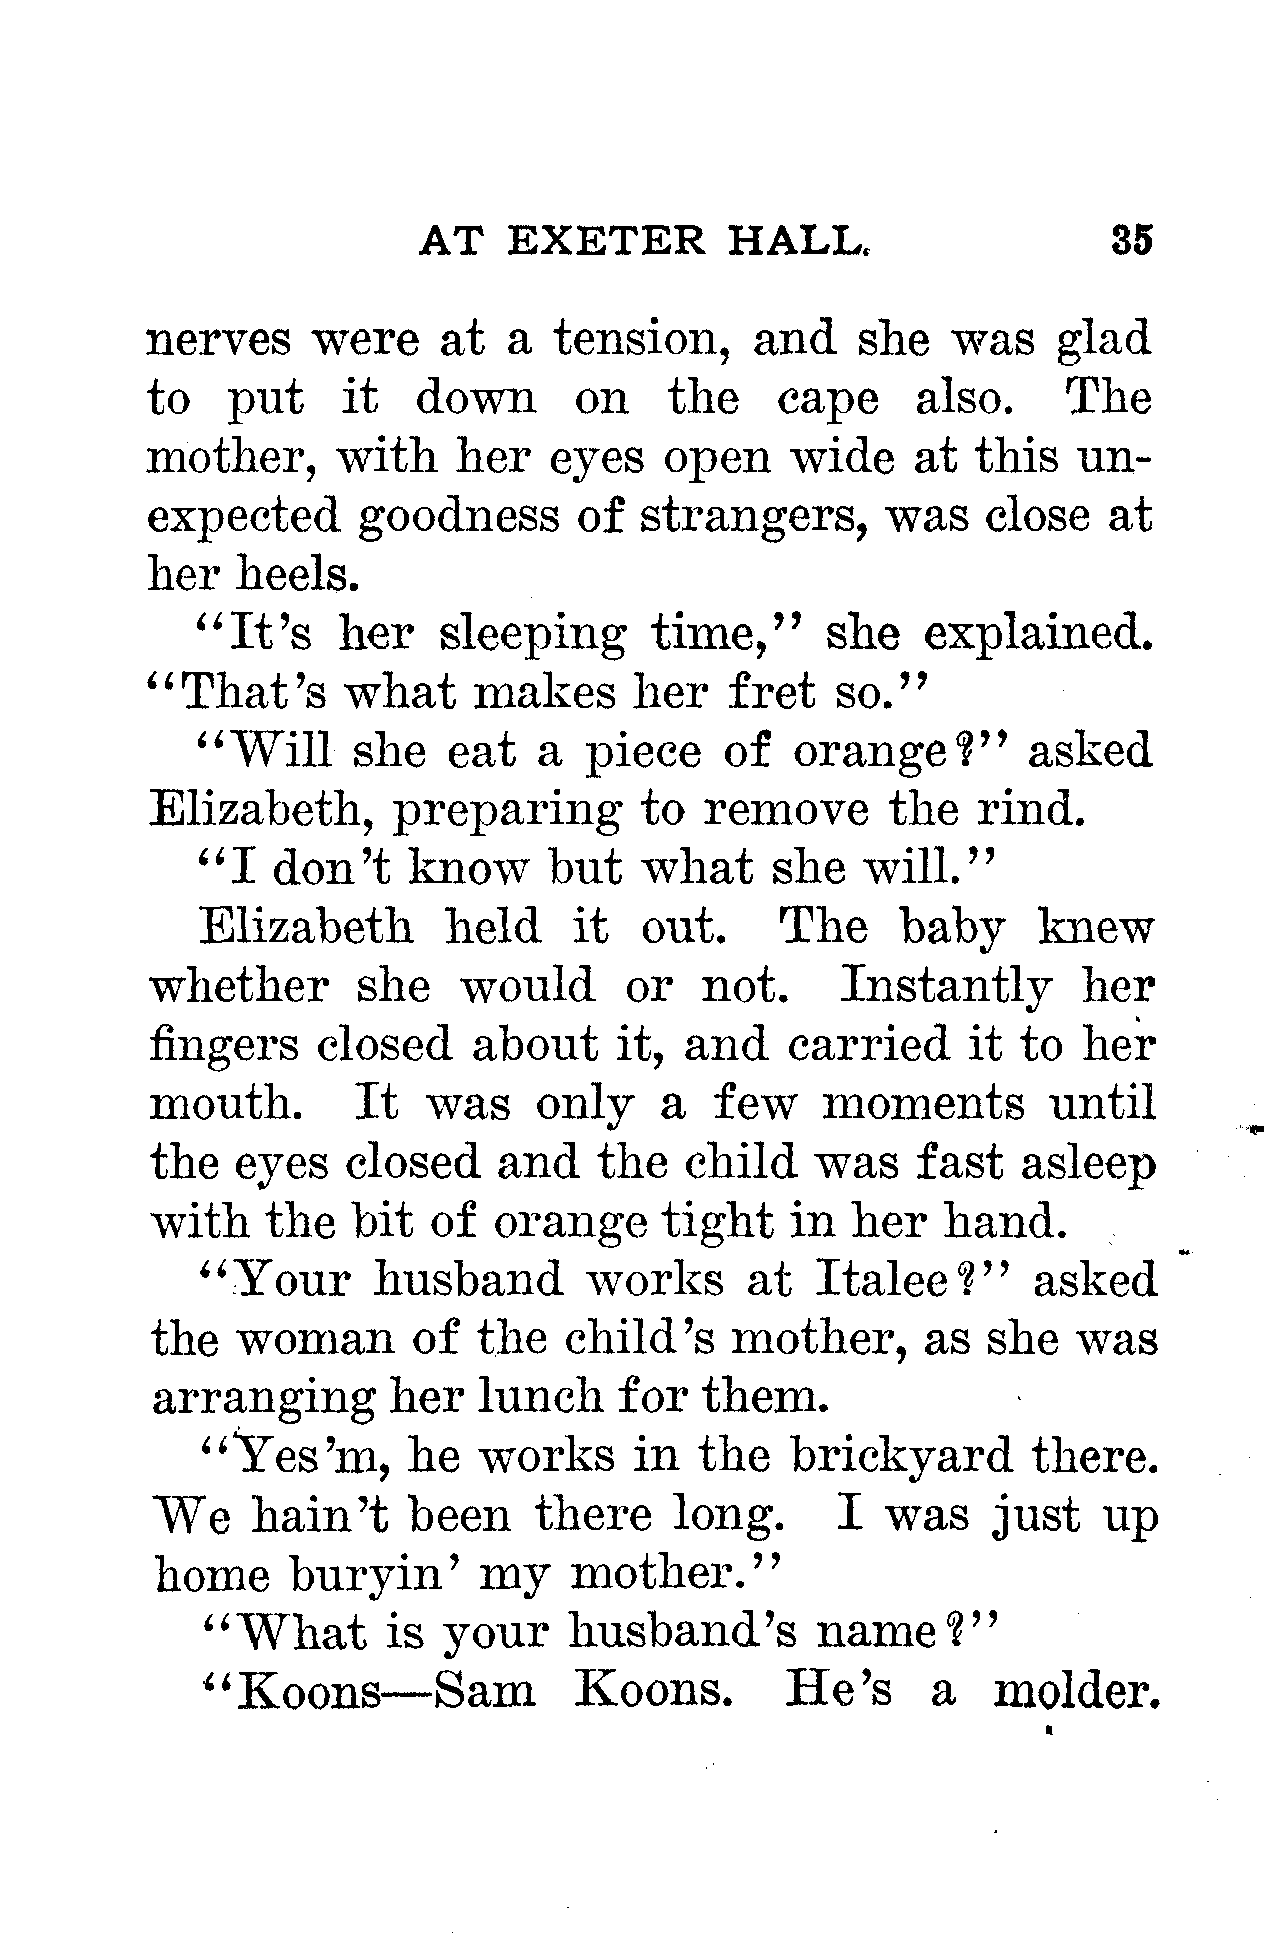 AT EXETER HALL. 35
nerves were at a tension, and she was glad
to put it down on the cape also. The
mother, with her eyes open wide at this un-
expected goodness of strangers, was close at
her heels.
“It’s her sleeping time,” she explained.
“That’s what makes her fret so.”
“Will she eat a piece of orange?” asked
Elizabeth, preparing to remove the rind.
“I don’t know but what she will.”
Elizabeth held it out. The baby knew
whether she would or not. Instantly her
fingers closed about it, and carried it to her
mouth. It was only a few moments until
the eyes closed and the child was fast asleep
with the bit of orange tight in her hand.
“Your husband works at Italee?” asked
the woman of the child’s mother, as she was
arranging her lunch for them.
“Yes’m, he works in the brickyard there.
We hain’t been there long. I was just up
home buryin’ my mother.”
“What is your husband’s name?”
“Koons—Sam Koons. He’s a molder.